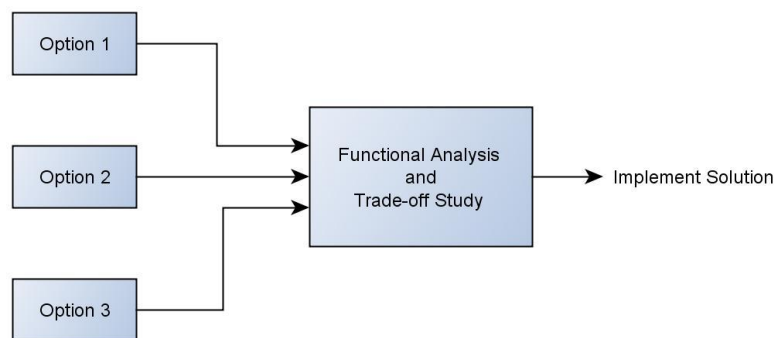 Option 1
Option 2
Option 3
Functional Analysis
and
Trade-off Study
Implement Solution